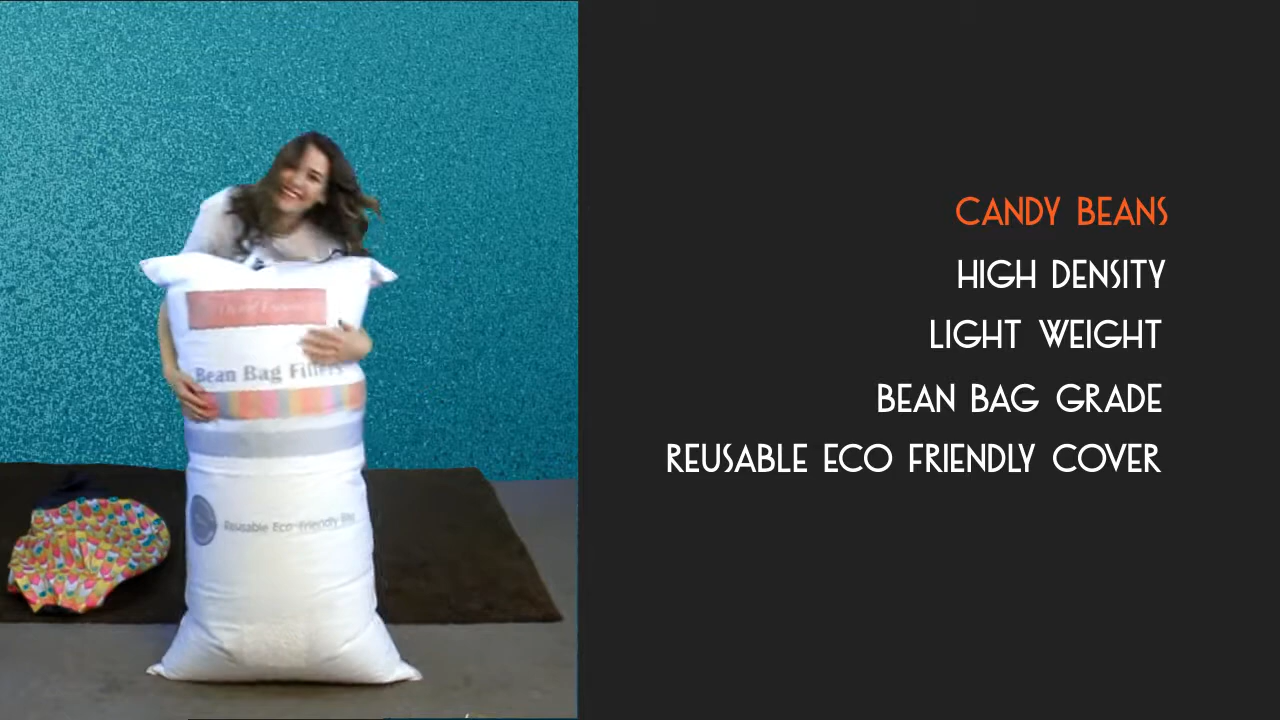 Bean Bag Fillers
Reusable Eco-Friendly Bag
CANDY BEANS
HIGH DENSITY
LIGHT WEIGHT
BEAN BAG GRADE
REUSABLE ECO FRIENDLY COVER